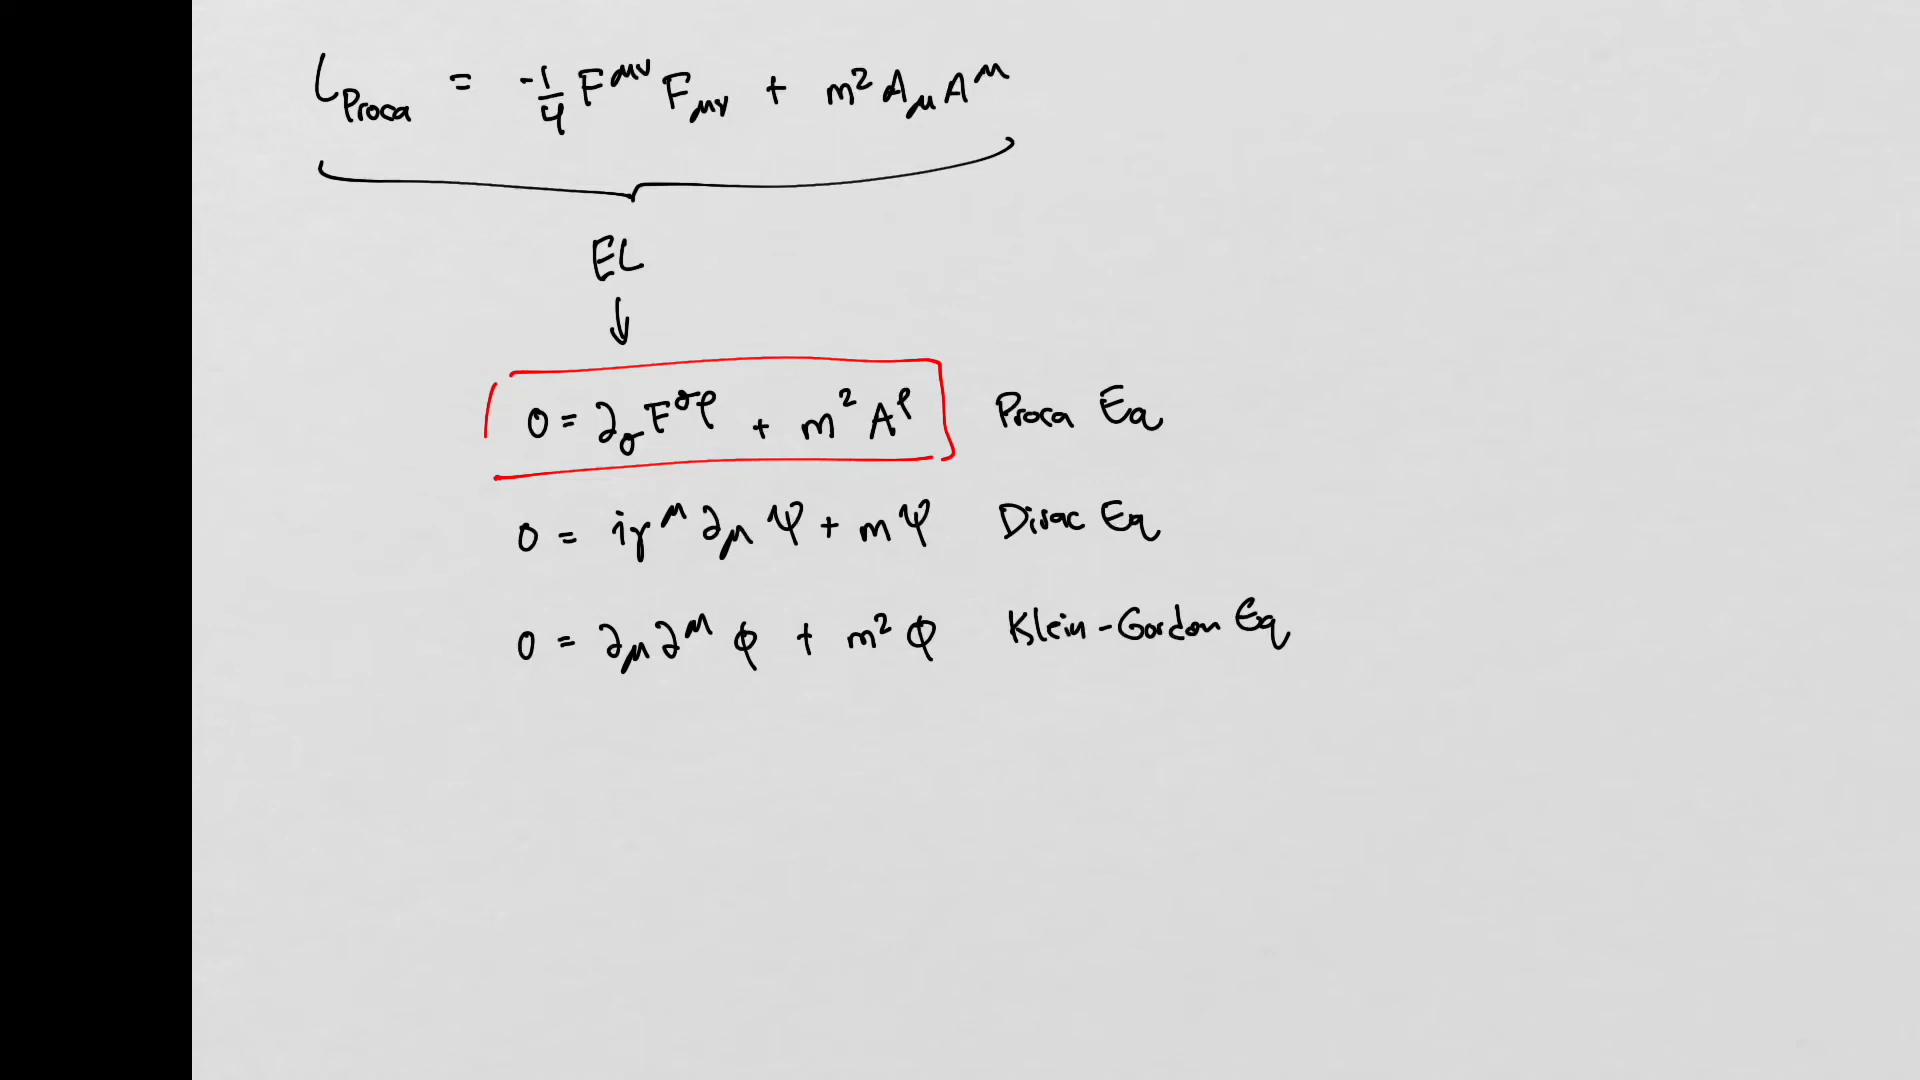 L_Proca = -1/4 F^μν F_μν + m² A_μ A^μ
EL
↓
0 = ∂_σ F^σρ + m² A^ρ Proca Eq
0 = iγ^μ ∂_μ ψ + mψ Dirac Eq
0 = ∂_μ ∂^μ ϕ + m² ϕ Klein-Gordon Eq